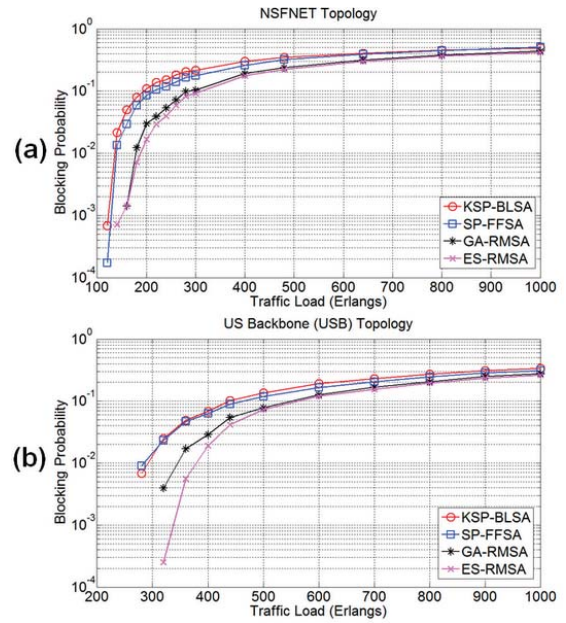 NSFNET Topology
(a)
Blocking Probability
10^0
10^-1
10^-2
10^-3
10^-4
KSP-BLSA
SP-FFSA
GA-RMSA
ES-RMSA
100 200 300 400 500 600 700 800 900 1000
Traffic Load (Erlangs)
US Backbone (USB) Topology
(b)
Blocking Probability
10^0
10^-1
10^-2
10^-3
10^-4
KSP-BLSA
SP-FFSA
GA-RMSA
ES-RMSA
200 300 400 500 600 700 800 900 1000
Traffic Load (Erlangs)